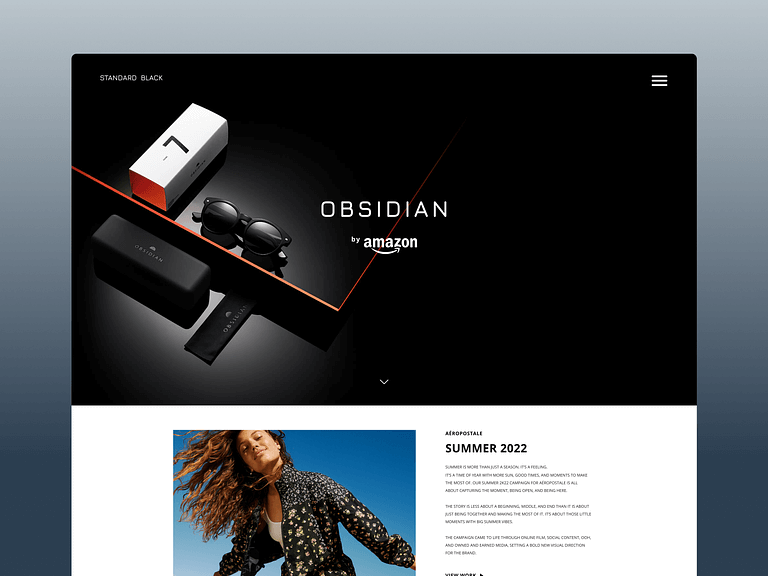 STANDARD BLACK
7
OBSIDIAN
by amazon
OBSIDIAN
OBSIDIAN
AÉROPOSTALE
SUMMER 2022
SUMMER IS MORE THAN JUST A SEASON, IT'S A FEELING.
IT'S A TIME OF YEAR WITH MORE SUN, GOOD TIMES, AND MOMENTS TO MAKE
THE MOST OF. OUR SUMMER 2K22 CAMPAIGN FOR AÉROPOSTALE IS ALL
ABOUT CAPTURING THE MOMENT, BEING OPEN, AND BEING HERE.
THE STORY IS LESS ABOUT A BEGINNING, MIDDLE, AND END THAN IT IS ABOUT
JUST BEING TOGETHER AND MAKING THE MOST OF IT. IT'S ABOUT THOSE LITTLE
MOMENTS WITH BIG SUMMER VIBES.
THE CAMPAIGN CAME TO LIFE THROUGH ONLINE FILM, SOCIAL CONTENT, OOH,
AND OWNED AND EARNED MEDIA, SETTING A BOLD NEW VISUAL DIRECTION
FOR THE BRAND.
VIEW WORK